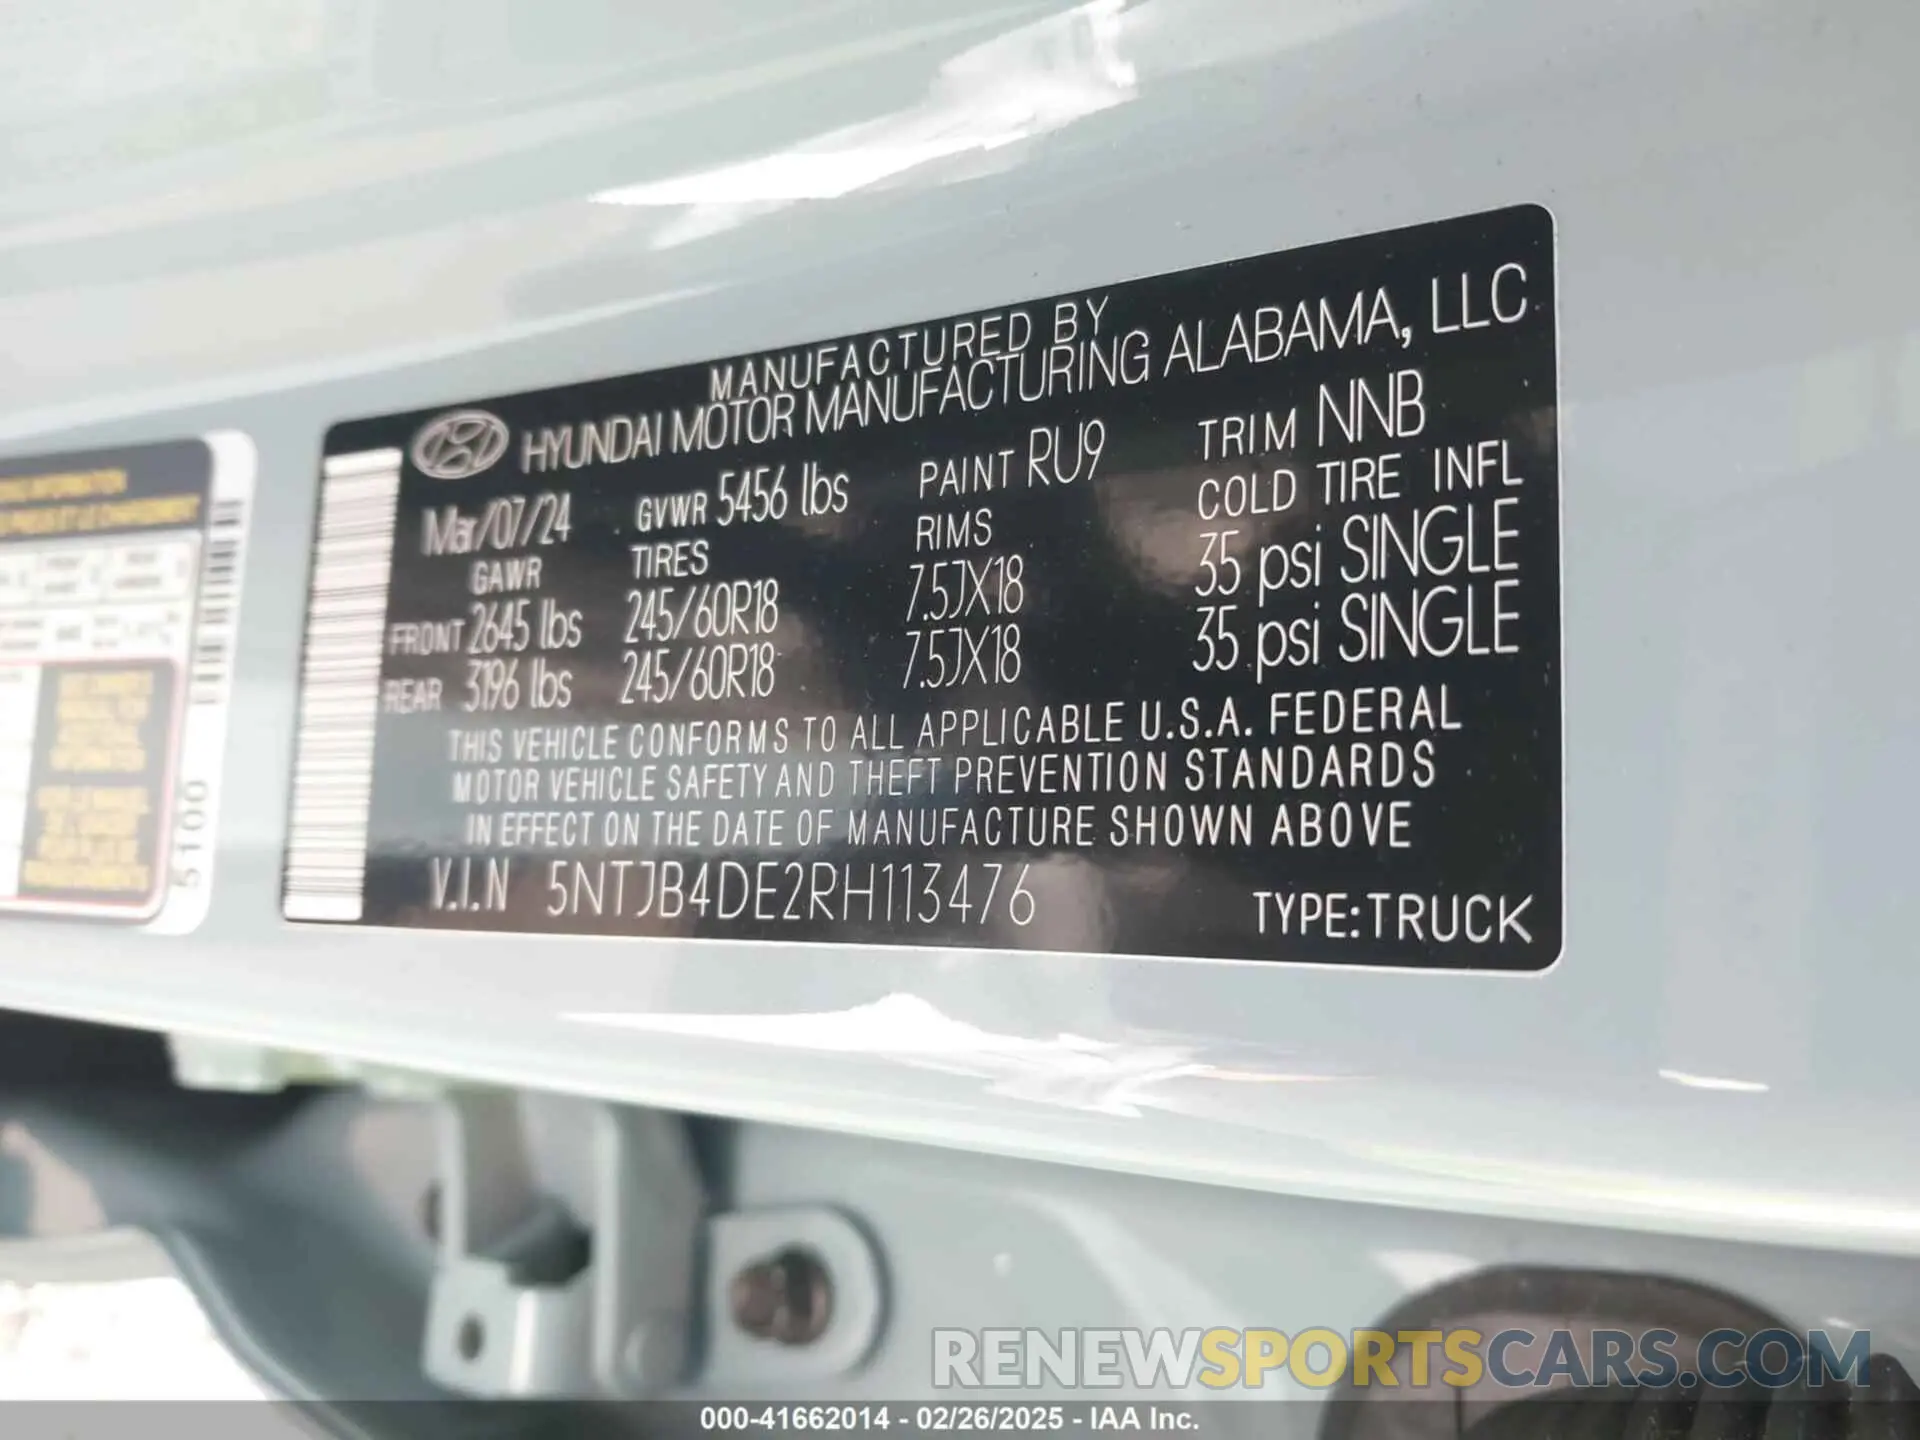 MANUFACTURED BY
HYUNDAI MOTOR MANUFACTURING ALABAMA, LLC
Mar/07/24 GVWR 5456 lbs PAINT RU9 TRIM NNB
GAWR TIRES RIMS COLD TIRE INFL
FRONT 2645 lbs 245/60R18 7.5JX18 35 psi SINGLE
REAR 3196 lbs 245/60R18 7.5JX18 35 psi SINGLE
THIS VEHICLE CONFORMS TO ALL APPLICABLE U.S.A. FEDERAL
MOTOR VEHICLE SAFETY AND THEFT PREVENTION STANDARDS
IN EFFECT ON THE DATE OF MANUFACTURE SHOWN ABOVE
V.I.N 5NTJB4DE2RH113476 TYPE:TRUCK
5100
RENEWSPORTSCARS.COM
000-41662014 - 02/26/2025 - IAA Inc.